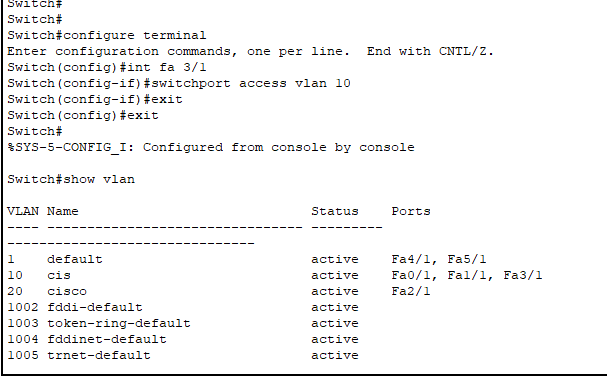 Switch#
Switch#
Switch#configure terminal
Enter configuration commands, one per line.  End with CNTL/Z.
Switch(config)#int fa 3/1
Switch(config-if)#switchport access vlan 10
Switch(config-if)#exit
Switch(config)#exit
Switch#
%SYS-5-CONFIG_I: Configured from console by console
Switch#show vlan
VLAN Name                             Status    Ports
---- -------------------------------- ---------
-------------------------------
1    default                          active    Fa4/1, Fa5/1
10   cis                              active    Fa0/1, Fa1/1, Fa3/1
20   cisco                            active    Fa2/1
1002 fddi-default                     active
1003 token-ring-default               active
1004 fddinet-default                  active
1005 trnet-default                    active